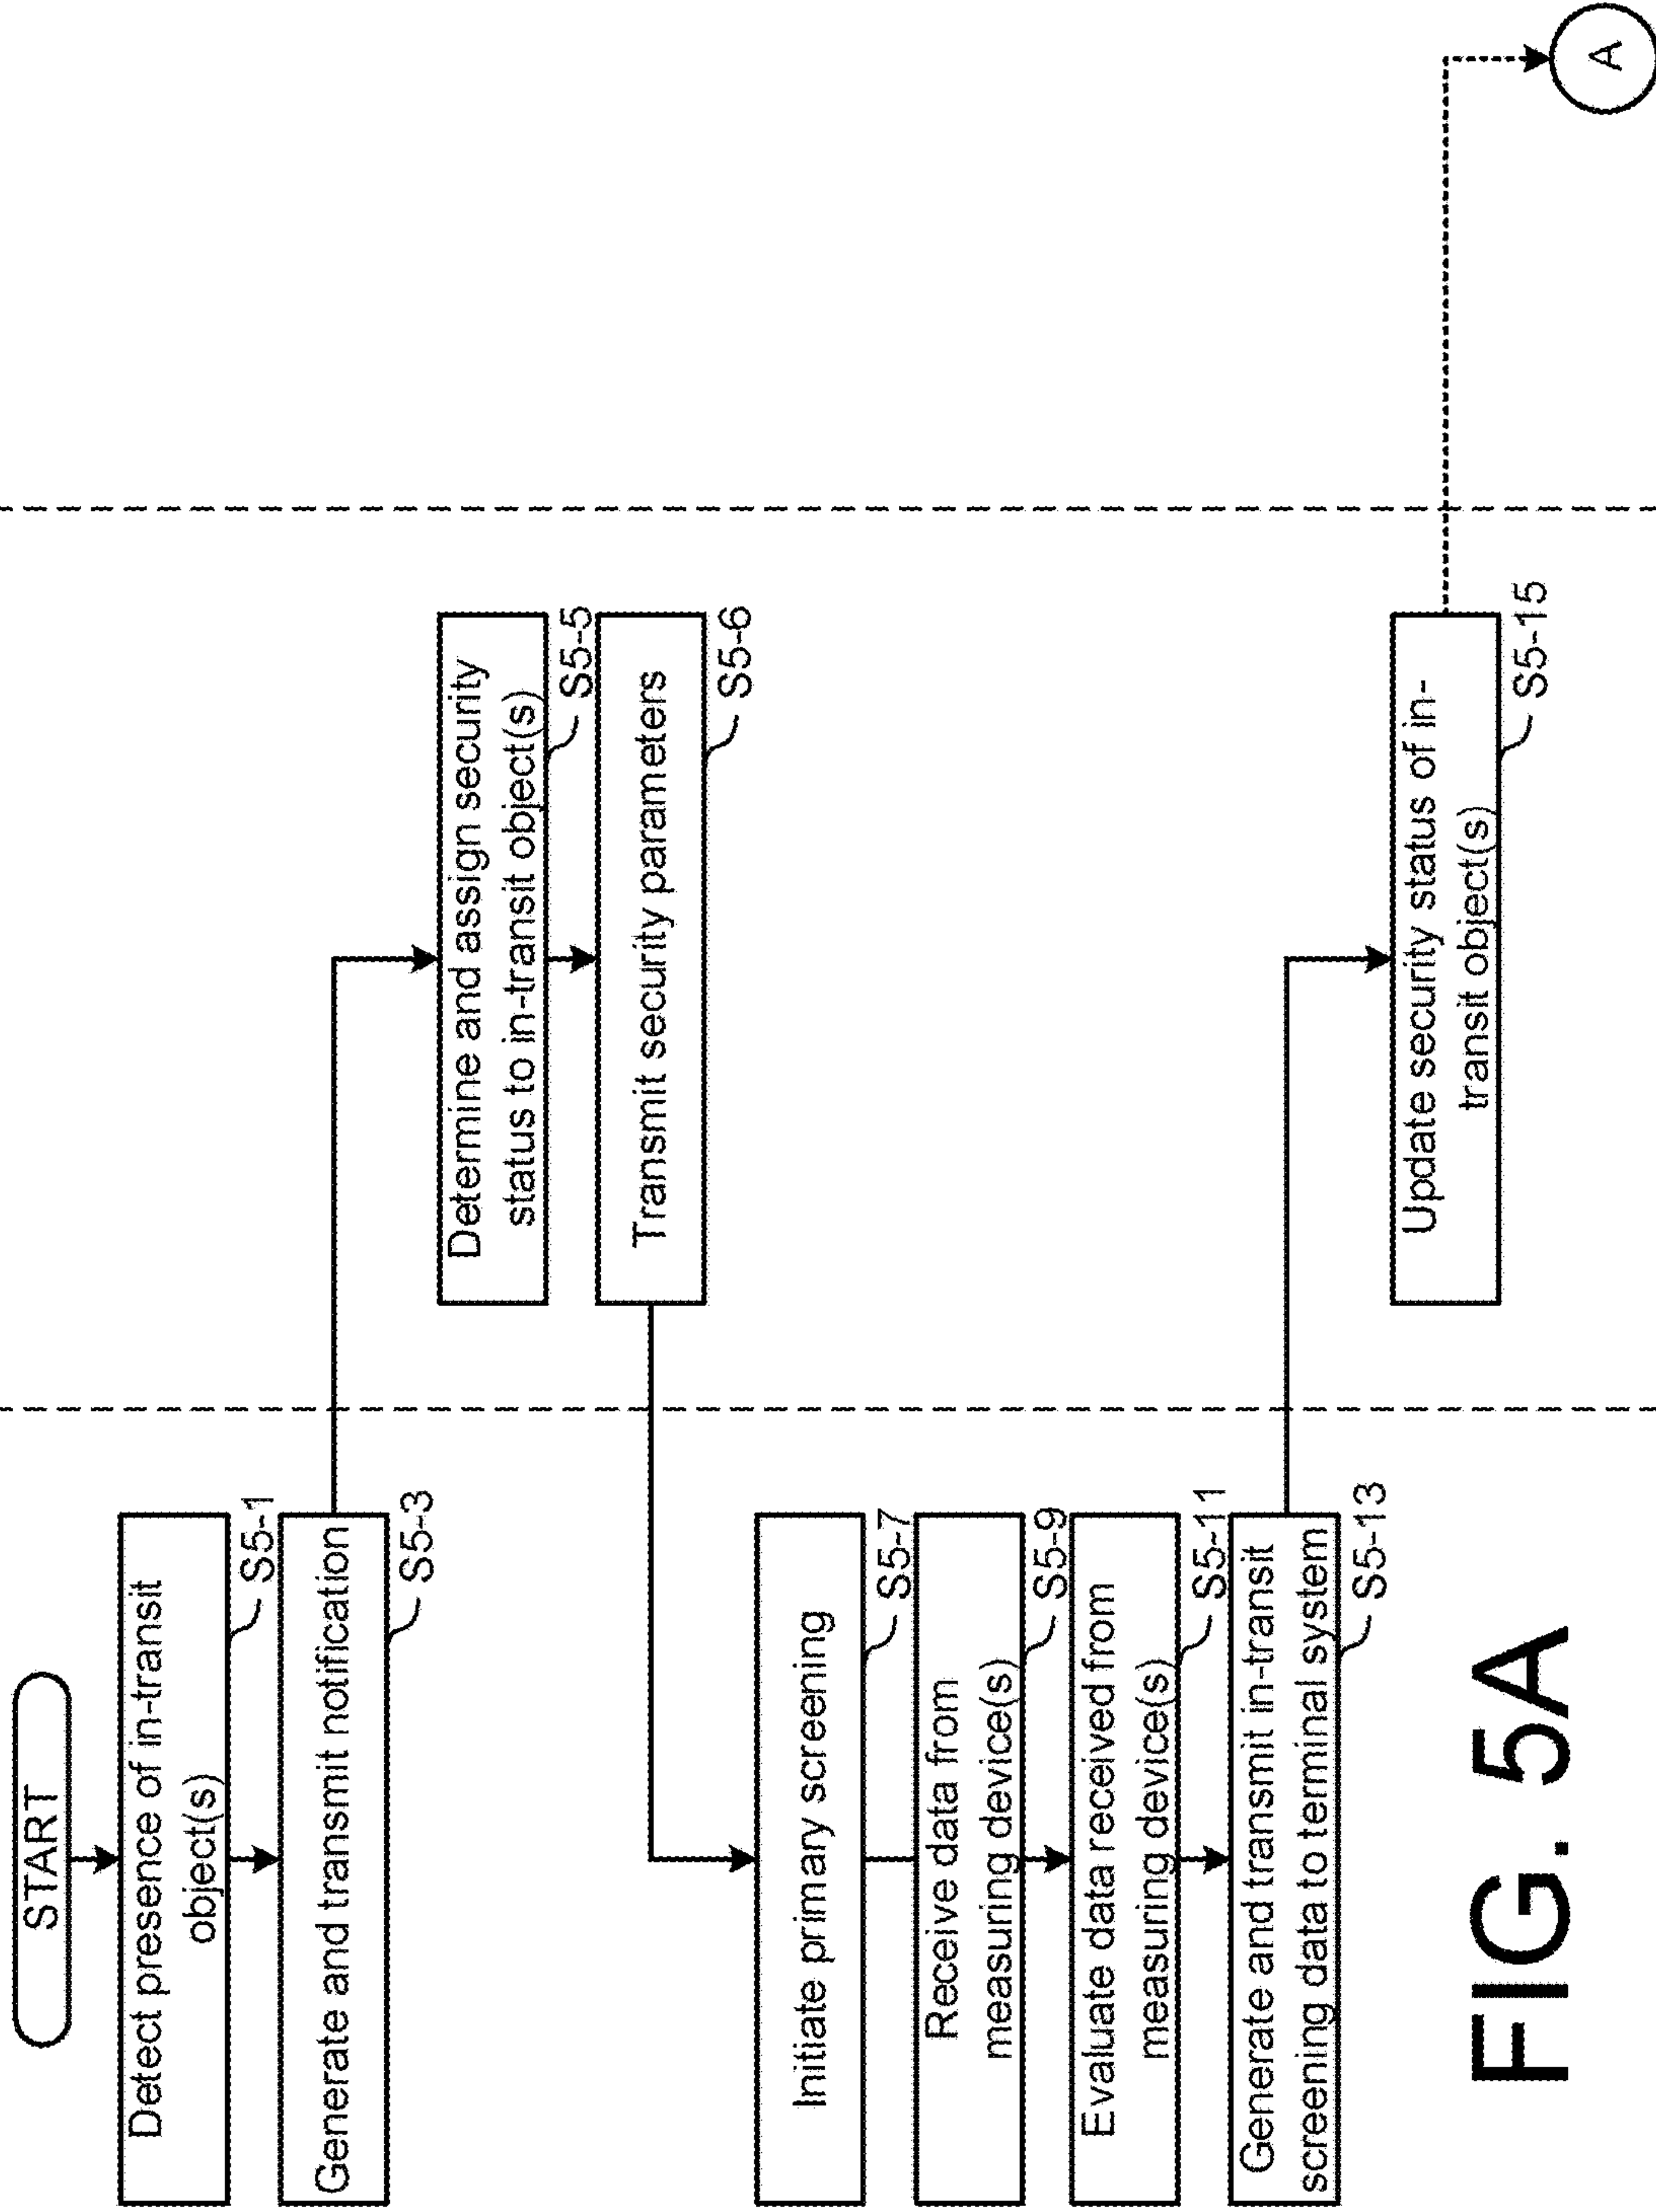 START
Detect presence of in-transit
object(s)
S5-1
Generate and transmit notification
S5-3
Determine and assign security
status to in-transit object(s)
S5-5
Transmit security parameters
S5-6
Initiate primary screening
S5-7
Receive data from
measuring device(s)
S5-9
Evaluate data received from
measuring device(s)
S5-11
Generate and transmit in-transit
screening data to terminal system
S5-13
Update security status of in-
transit object(s)
S5-15
A
FIG. 5A